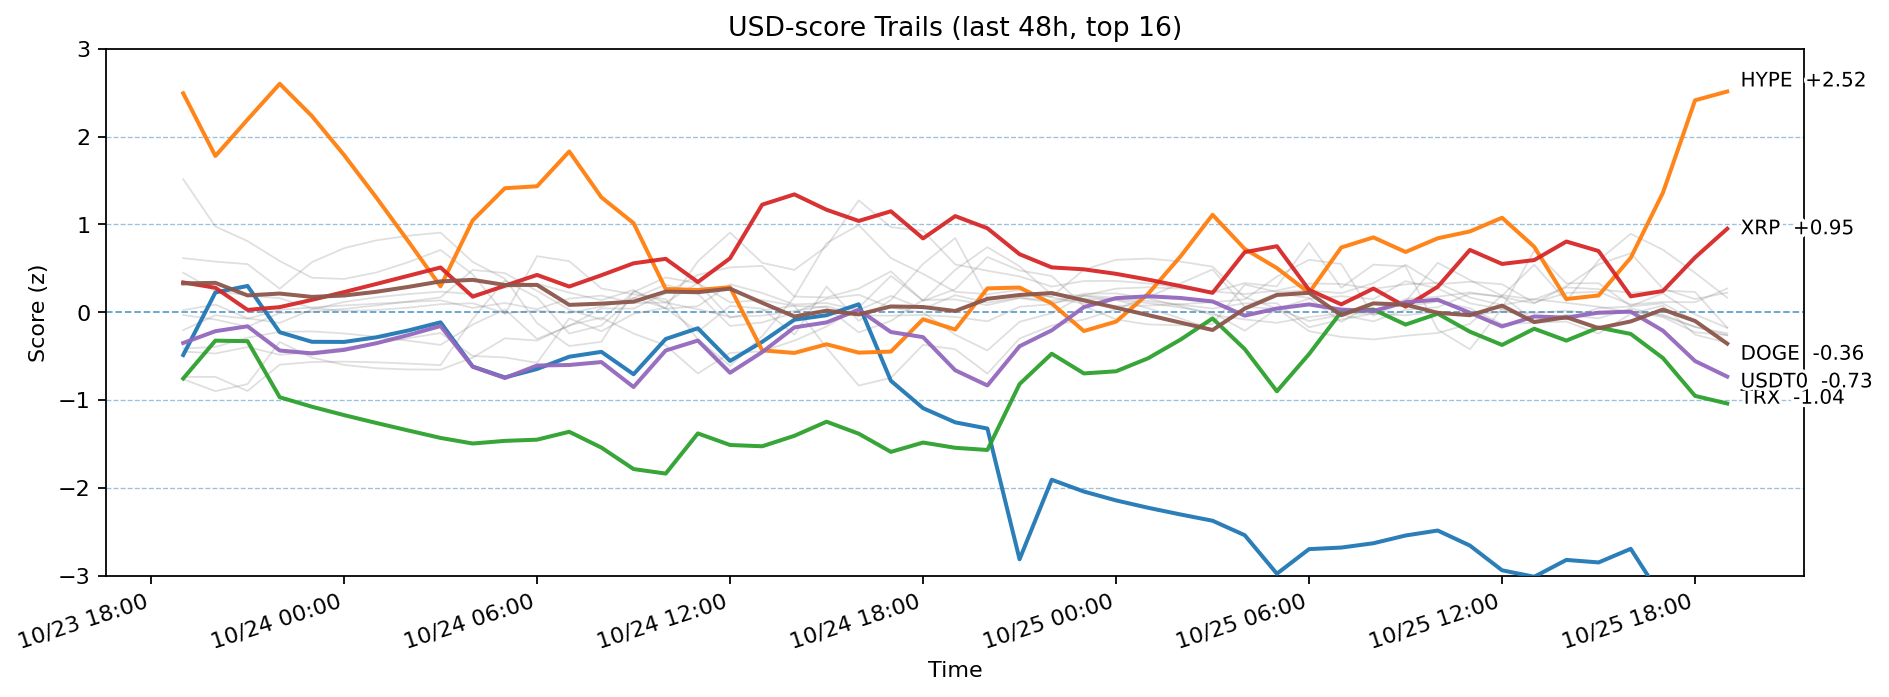 USD-score Trails (last 48h, top 16)
Score (z)
3
2
1
0
−1
−2
−3
HYPE +2.52
XRP +0.95
DOGE -0.36
USDT0 -0.73
TRX -1.04
10/23 18:00
10/24 00:00
10/24 06:00
10/24 12:00
10/24 18:00
10/25 00:00
10/25 06:00
10/25 12:00
10/25 18:00
Time